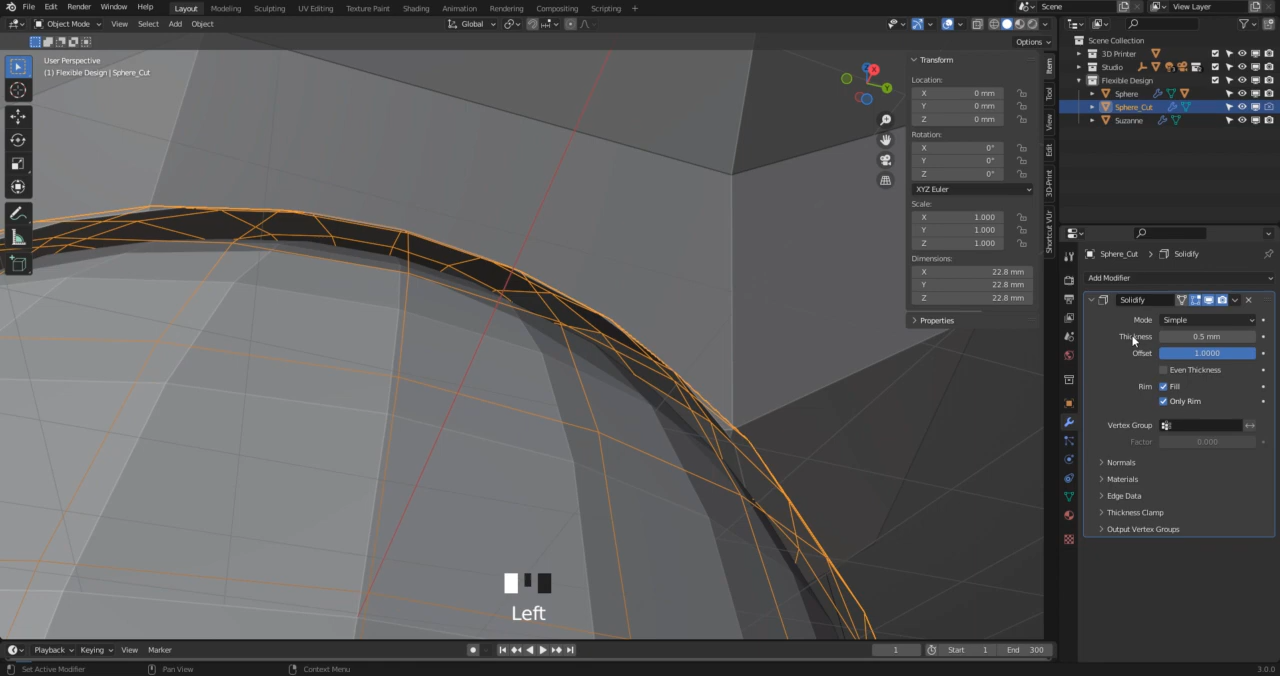 File Edit Render Window Help Layout Modeling Sculpting UV Editing Texture Paint Shading Animation Rendering Compositing Scripting + Scene View Layer
Object Mode View Select Add Object Global
Options
User Perspective
(1) Flexible Design | Sphere_Cut
Transform
Location:
X 0 mm
Y 0 mm
Z 0 mm
Rotation:
X 0°
Y 0°
Z 0°
XYZ Euler
Scale:
X 1.000
Y 1.000
Z 1.000
Dimensions:
X 22.8 mm
Y 22.8 mm
Z 22.8 mm
Properties
Item
Tool
View
Edit
3D-Print
Shortcut VUr
X
Y
Z
Scene Collection
3D Printer
Studio
Flexible Design
Sphere
Sphere_Cut
Suzanne
Sphere_Cut > Solidify
Add Modifier
Solidify
Mode Simple
Thickness 0.5 mm
Offset 1.0000
Even Thickness
Rim Fill
Only Rim
Vertex Group
Factor 0.000
Normals
Materials
Edge Data
Thickness Clamp
Output Vertex Groups
Left
Playback Keying View Marker 1 Start 1 End 300
Set Active Modifier Pan View Context Menu 3.0.0